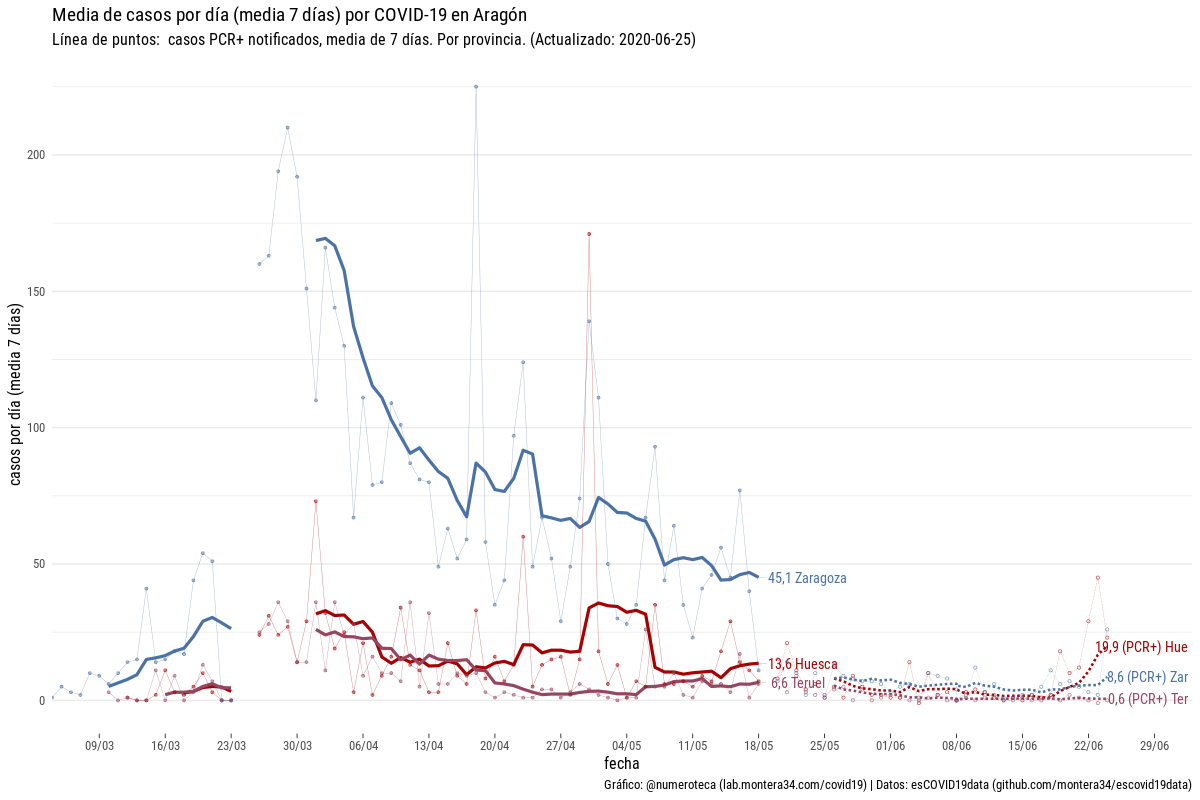 Media de casos por día (media 7 días) por COVID-19 en Aragón
Línea de puntos:  casos PCR+ notificados, media de 7 días. Por provincia. (Actualizado: 2020-06-25)
casos por día (media 7 días)
200
150
100
50
0
45,1 Zaragoza
13,6 Huesca
6,6 Teruel
19,9 (PCR+) Hue
8,6 (PCR+) Zar
0,6 (PCR+) Ter
09/03 16/03 23/03 30/03 06/04 13/04 20/04 27/04 04/05 11/05 18/05 25/05 01/06 08/06 15/06 22/06 29/06
fecha
Gráfico: @numeroteca (lab.montera34.com/covid19) | Datos: esCOVID19data (github.com/montera34/escovid19data)